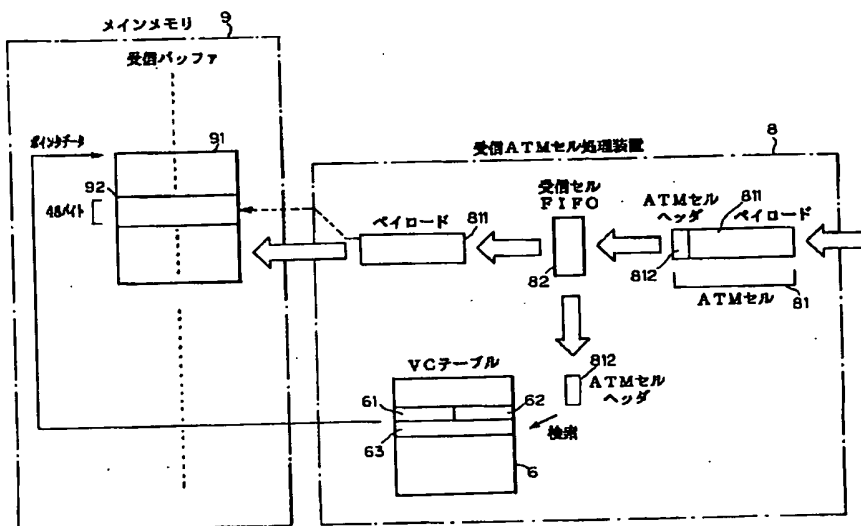 メインメモリ
9
受信バッファ
ポインタデータ
91
92
48バイト
受信ATMセル処理装置
8
受信セル
FIFO
82
ペイロード
811
ATMセル
ヘッダ
ペイロード
811
812
ATMセル
81
VCテーブル
61
62
63
6
812
ATMセル
ヘッダ
検索